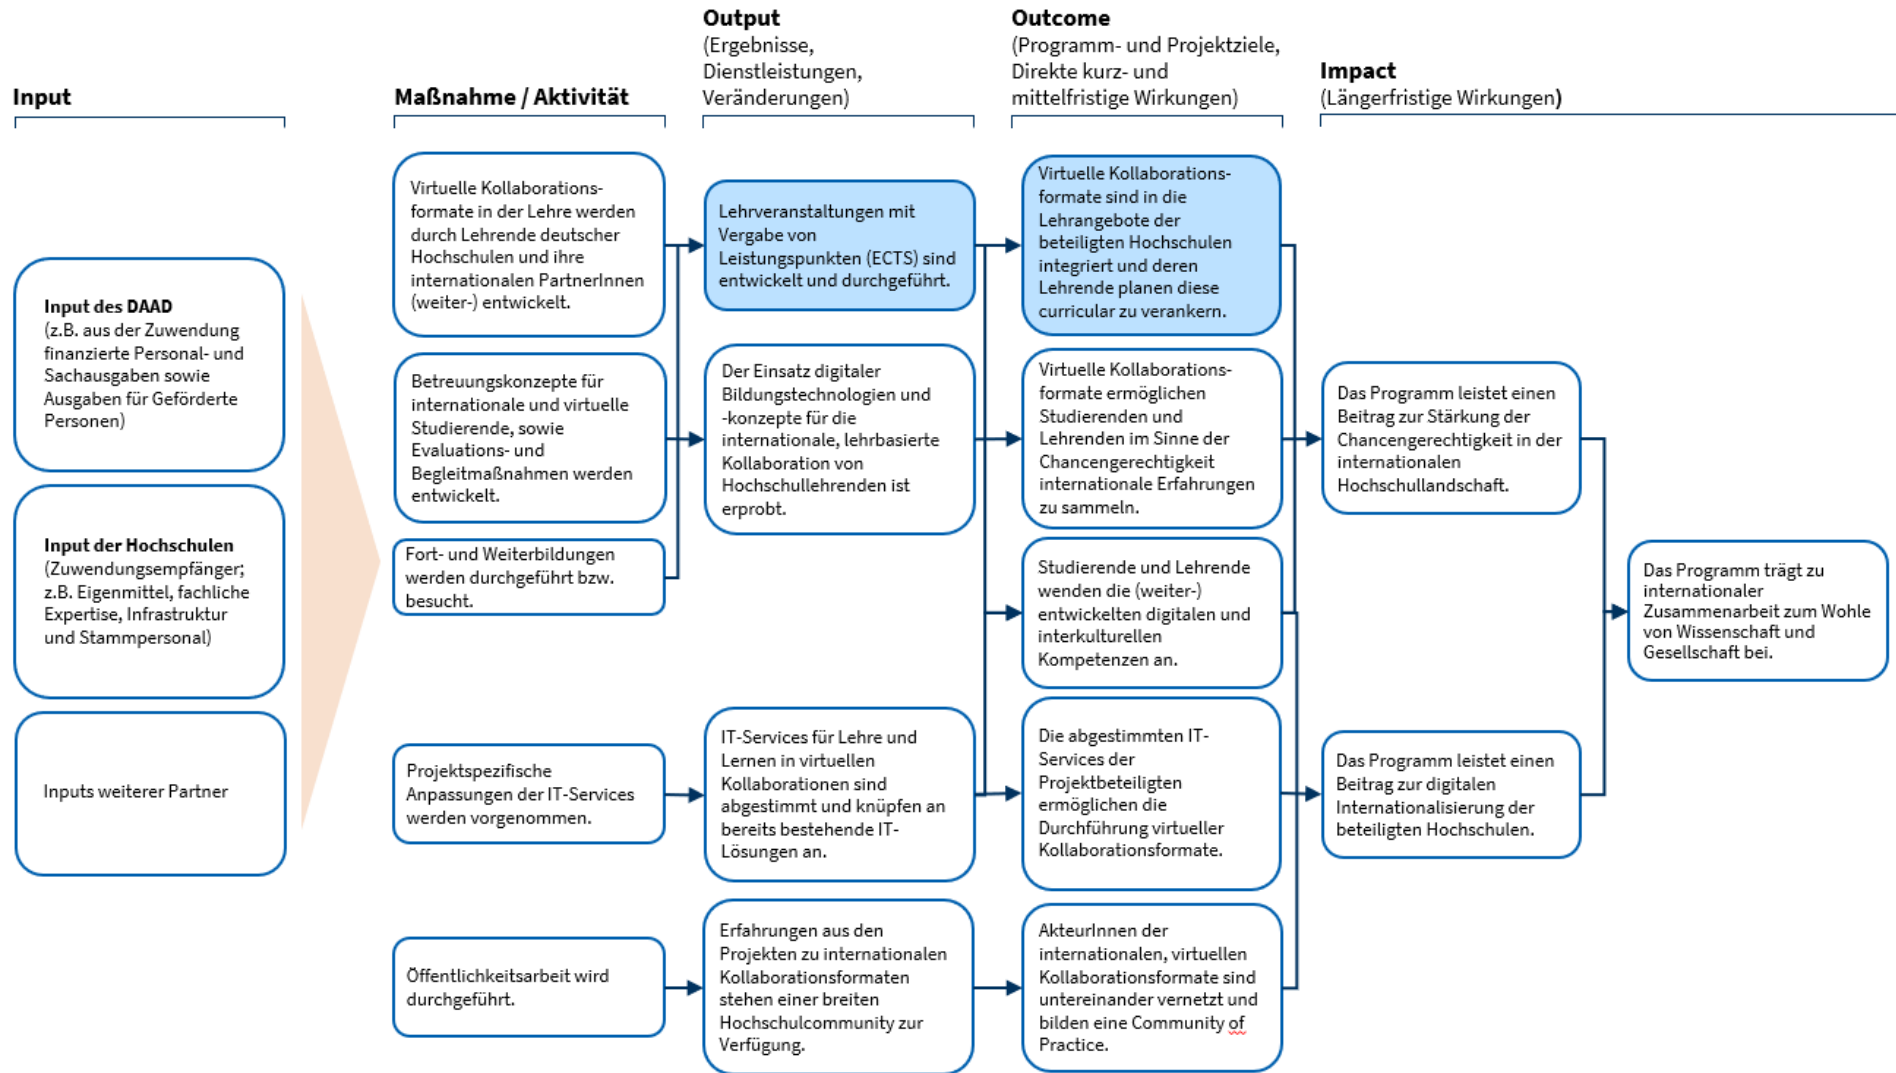 Input
Maßnahme / Aktivität
Output
(Ergebnisse,
Dienstleistungen,
Veränderungen)
Outcome
(Programm- und Projektziele,
Direkte kurz- und
mittelfristige Wirkungen)
Impact
(Längerfristige Wirkungen)
Input des DAAD
(z.B. aus der Zuwendung
finanzierte Personal- und
Sachausgaben sowie
Ausgaben für Geförderte
Personen)
Input der Hochschulen
(Zuwendungsempfänger;
z.B. Eigenmittel, fachliche
Expertise, Infrastruktur
und Stammpersonal)
Inputs weiterer Partner
Virtuelle Kollaborations-
formate in der Lehre werden
durch Lehrende deutscher
Hochschulen und ihre
internationalen PartnerInnen
(weiter-) entwickelt.
Betreuungskonzepte für
internationale und virtuelle
Studierende, sowie
Evaluations- und
Begleitmaßnahmen werden
entwickelt.
Fort- und Weiterbildungen
werden durchgeführt bzw.
besucht.
Projektspezifische
Anpassungen der IT-Services
werden vorgenommen.
Öffentlichkeitsarbeit wird
durchgeführt.
Lehrveranstaltungen mit
Vergabe von
Leistungspunkten (ECTS) sind
entwickelt und durchgeführt.
Der Einsatz digitaler
Bildungstechnologien und
-konzepte für die
internationale, lehrbasierte
Kollaboration von
Hochschullehrenden ist
erprobt.
IT-Services für Lehre und
Lernen in virtuellen
Kollaborationen sind
abgestimmt und knüpfen an
bereits bestehende IT-
Lösungen an.
Erfahrungen aus den
Projekten zu internationalen
Kollaborationsformaten
stehen einer breiten
Hochschulcommunity zur
Verfügung.
Virtuelle Kollaborations-
formate sind in die
Lehrangebote der
beteiligten Hochschulen
integriert und deren
Lehrende planen diese
curricular zu verankern.
Virtuelle Kollaborations-
formate ermöglichen
Studierenden und
Lehrenden im Sinne der
Chancengerechtigkeit
internationale Erfahrungen
zu sammeln.
Studierende und Lehrende
wenden die (weiter-)
entwickelten digitalen und
interkulturellen
Kompetenzen an.
Die abgestimmten IT-
Services der
Projektbeteiligten
ermöglichen die
Durchführung virtueller
Kollaborationsformate.
AkteurInnen der
internationalen, virtuellen
Kollaborationsformate sind
untereinander vernetzt und
bilden eine Community of
Practice.
Das Programm leistet einen
Beitrag zur Stärkung der
Chancengerechtigkeit in der
internationalen
Hochschullandschaft.
Das Programm leistet einen
Beitrag zur digitalen
Internationalisierung der
beteiligten Hochschulen.
Das Programm trägt zu
internationaler
Zusammenarbeit zum Wohle
von Wissenschaft und
Gesellschaft bei.